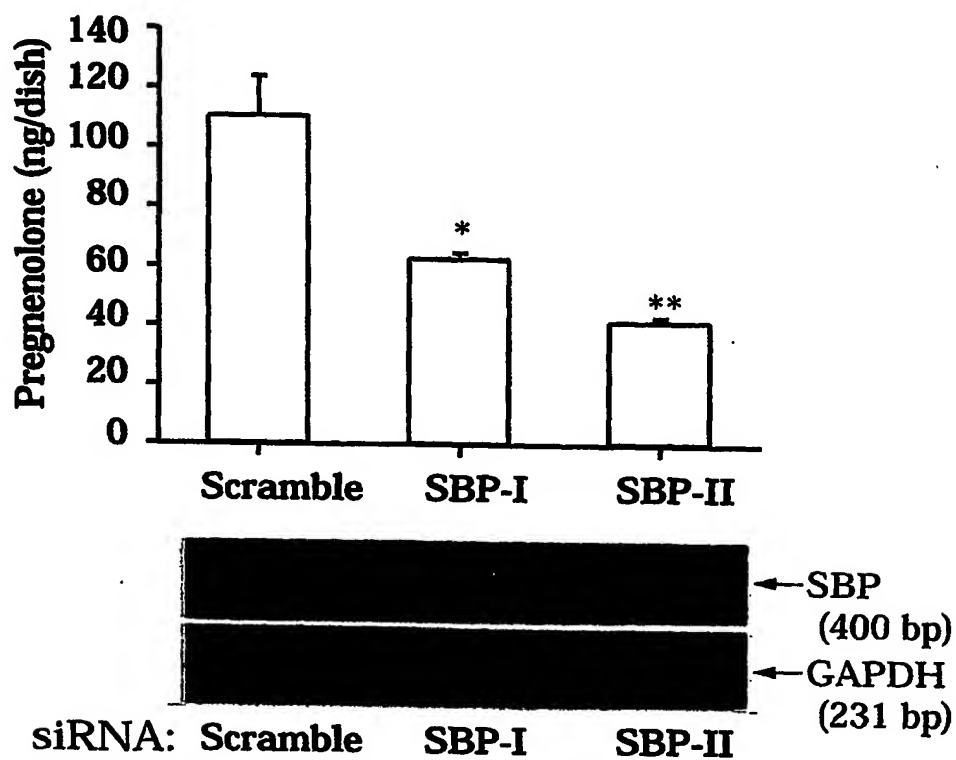 Pregnenolone (ng/dish)
140
120
100
80
60
40
20
0
*
**
Scramble SBP-I SBP-II
SBP
(400 bp)
GAPDH
(231 bp)
siRNA: Scramble SBP-I SBP-II